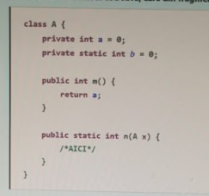 class A {
private int a = 0;
private static int b = 0;
public int m() {
return a;
}
public static int n(A x) {
/*AICI*/
}
}